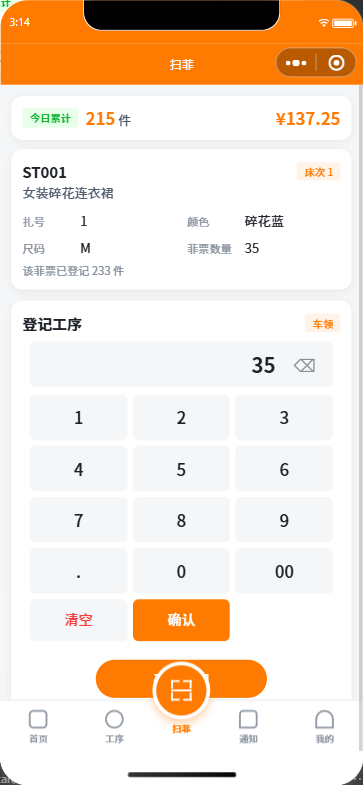 3:14
扫菲
今日累计 215 件 ¥137.25
ST001 床次 1
女装碎花连衣裙
扎号 1 颜色 碎花蓝
尺码 M 菲票数量 35
该菲票已登记 233 件
登记工序 车领
35
1 2 3
4 5 6
7 8 9
. 0 00
清空 确认
首页 工序 扫菲 通知 我的